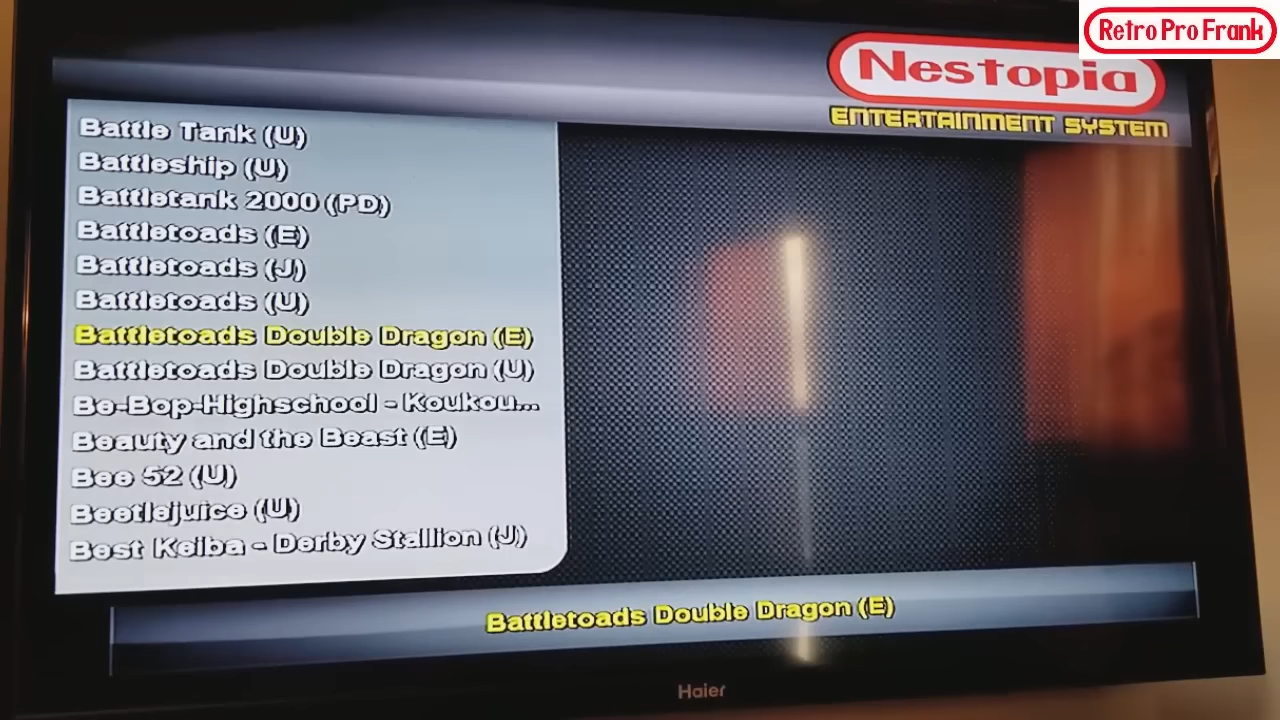 Retro Pro Frank
Nestopia
ENTERTAINMENT SYSTEM
Battle Tank (U)
Battleship (U)
Battletank 2000 (PD)
Battletoads (E)
Battletoads (J)
Battletoads (U)
Battletoads Double Dragon (E)
Battletoads Double Dragon (U)
Be-Bop-Highschool - Koukou...
Beauty and the Beast (E)
Bee 52 (U)
Beetlejuice (U)
Best Keiba - Derby Stallion (J)
Battletoads Double Dragon (E)
Haier